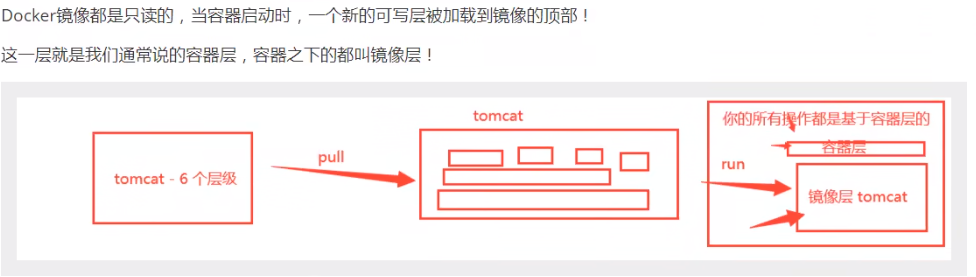 Docker镜像都是只读的，当容器启动时，一个新的可写层被加载到镜像的顶部！
这一层就是我们通常说的容器层，容器之下的都叫镜像层！
tomcat - 6 个层级
pull
tomcat
run
你的所有操作都是基于容器层的
容器层
镜像层 tomcat